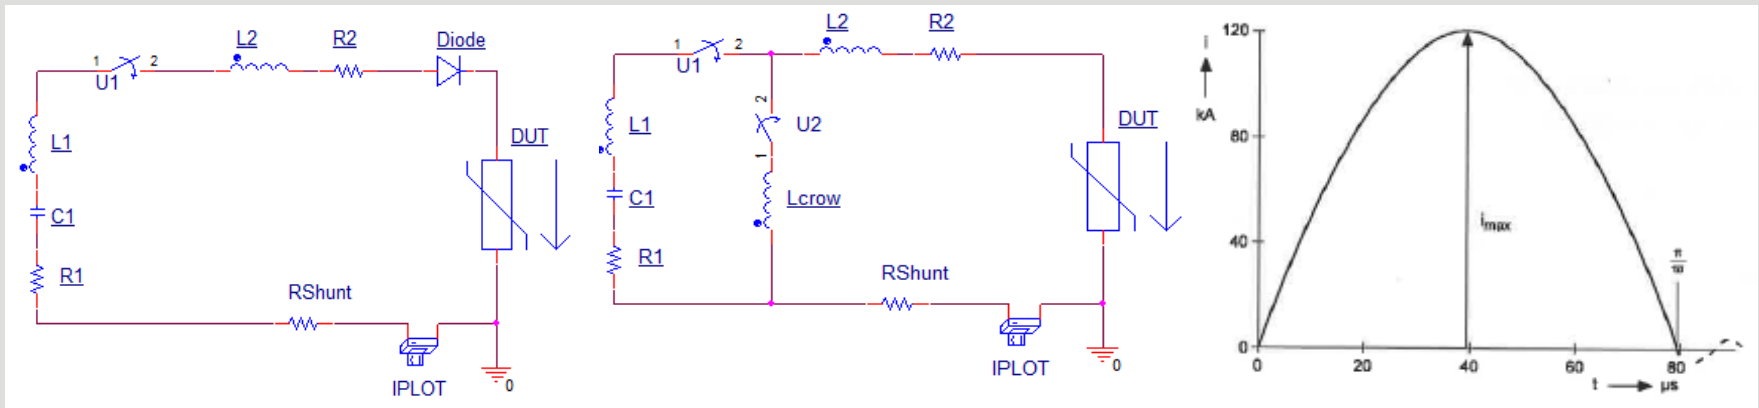 L2
R2
Diode
1
2
U1
DUT
L1
C1
R1
RShunt
IPLOT
0
L2
R2
1
2
U1
2
U2
1
L1
DUT
C1
Lcrow
R1
RShunt
IPLOT
0
120
i
kA
80
40
0
imax
π
ω
0
20
40
60
80
t
µs